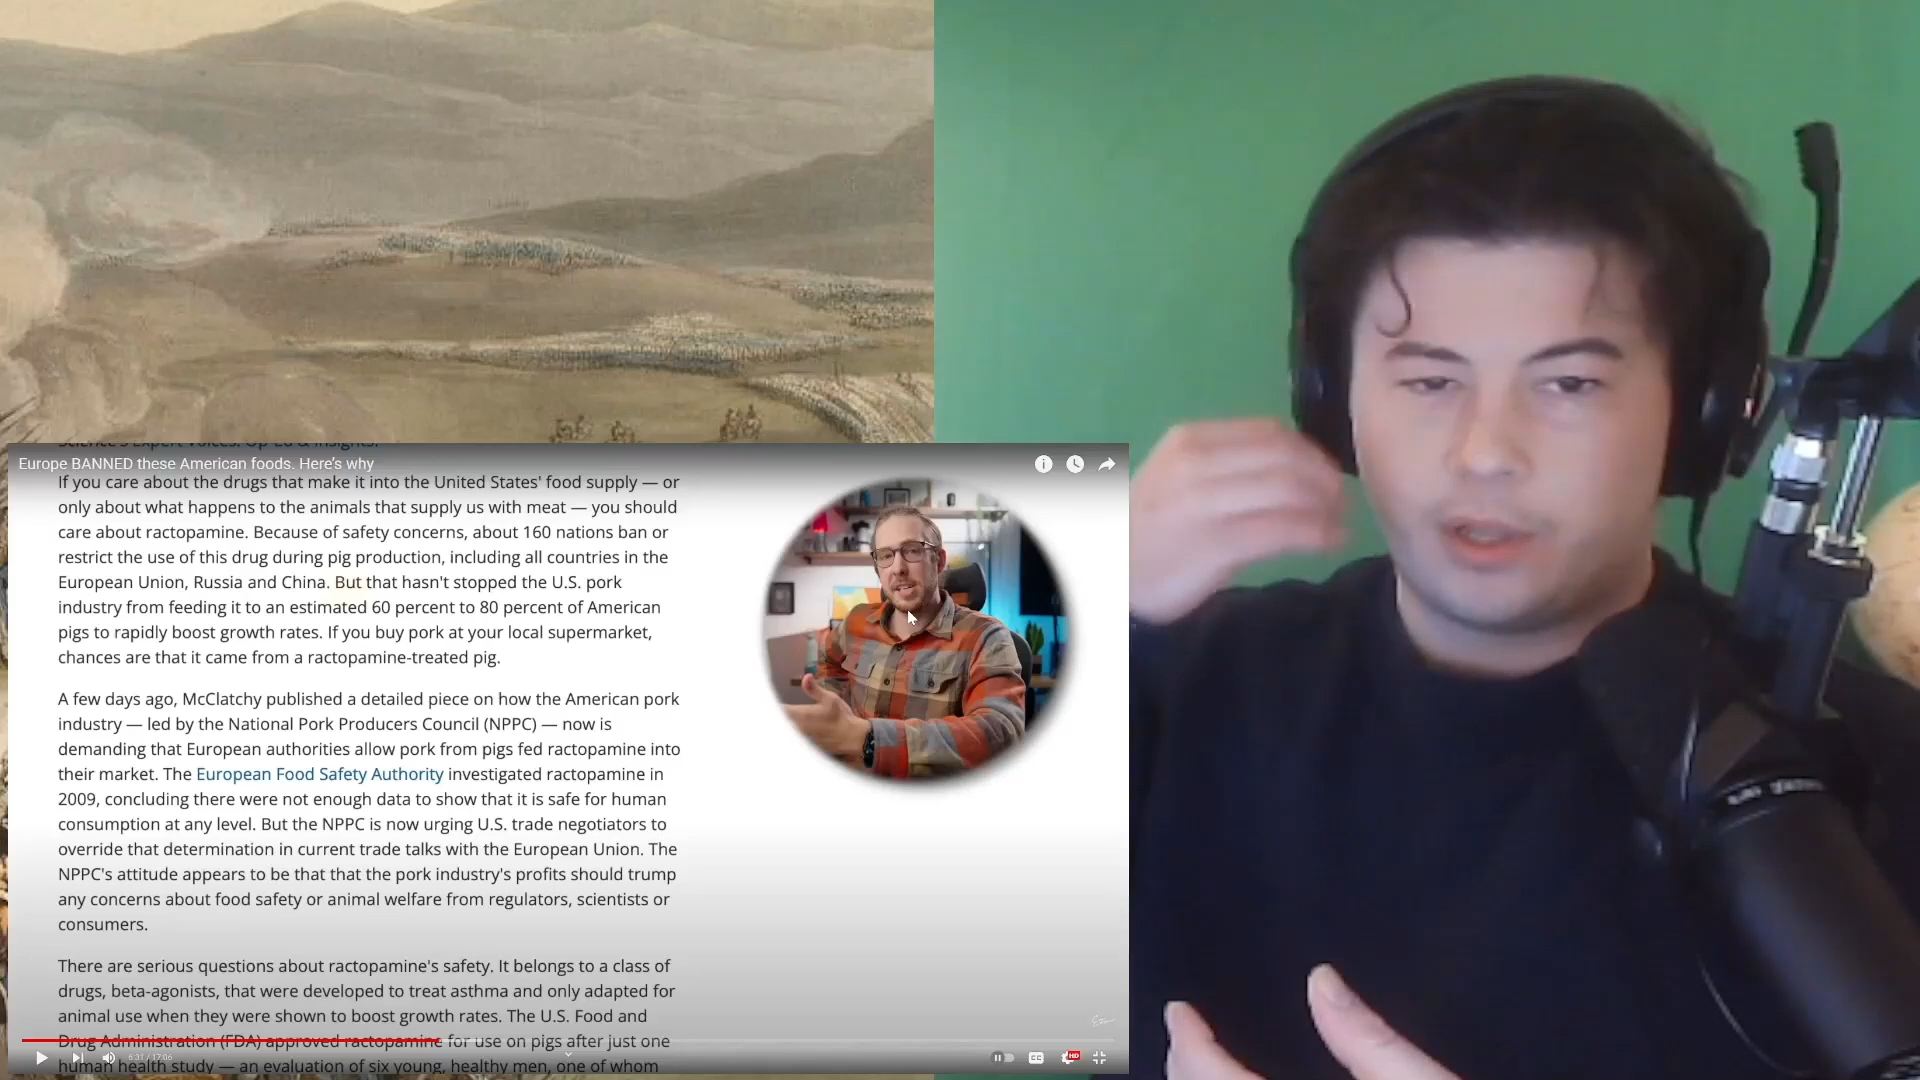 Science's Expert Voices: Op-Ed & Insights.
Europe BANNED these American foods. Here's why
If you care about the drugs that make it into the United States' food supply — or
only about what happens to the animals that supply us with meat — you should
care about ractopamine. Because of safety concerns, about 160 nations ban or
restrict the use of this drug during pig production, including all countries in the
European Union, Russia and China. But that hasn't stopped the U.S. pork
industry from feeding it to an estimated 60 percent to 80 percent of American
pigs to rapidly boost growth rates. If you buy pork at your local supermarket,
chances are that it came from a ractopamine-treated pig.
A few days ago, McClatchy published a detailed piece on how the American pork
industry — led by the National Pork Producers Council (NPPC) — now is
demanding that European authorities allow pork from pigs fed ractopamine into
their market. The European Food Safety Authority investigated ractopamine in
2009, concluding there were not enough data to show that it is safe for human
consumption at any level. But the NPPC is now urging U.S. trade negotiators to
override that determination in current trade talks with the European Union. The
NPPC's attitude appears to be that that the pork industry's profits should trump
any concerns about food safety or animal welfare from regulators, scientists or
consumers.
There are serious questions about ractopamine's safety. It belongs to a class of
drugs, beta-agonists, that were developed to treat asthma and only adapted for
animal use when they were shown to boost growth rates. The U.S. Food and
Drug Administration (FDA) approved ractopamine for use on pigs after just one
human health study — an evaluation of six young, healthy men, one of whom
6:31 / 17:06
CC
HD